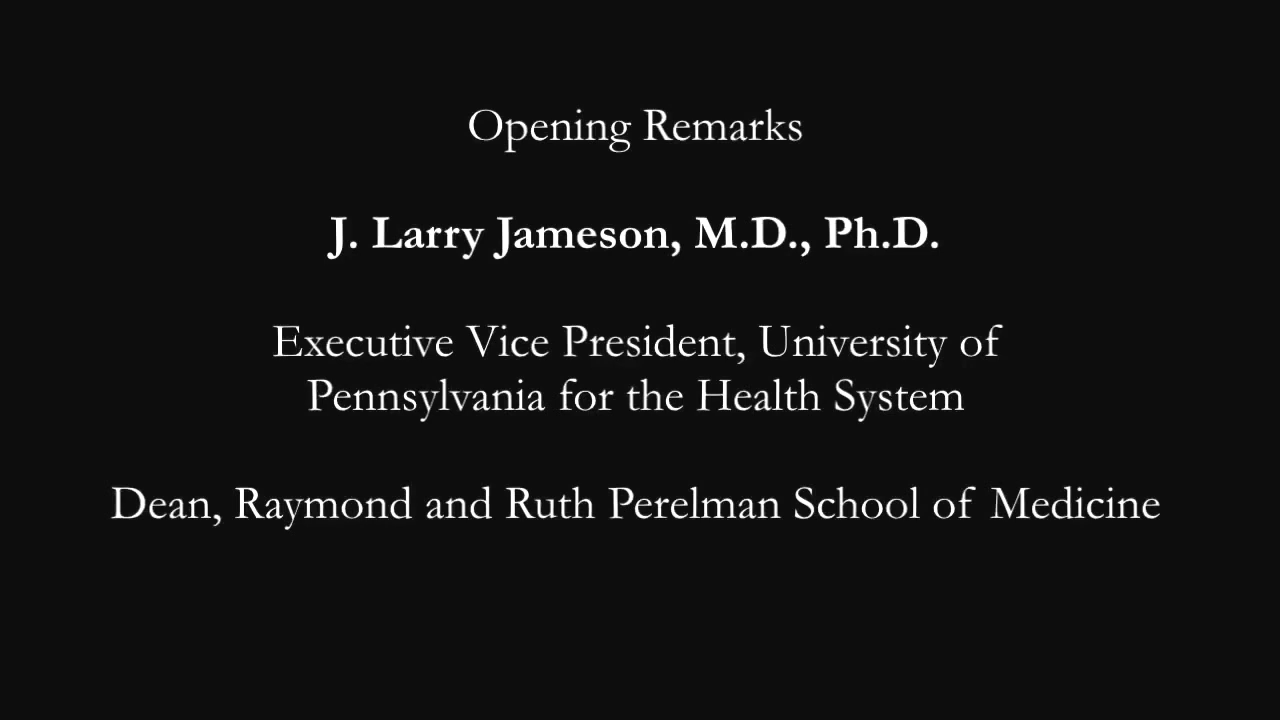 Opening Remarks
J. Larry Jameson, M.D., Ph.D.
Executive Vice President, University of
Pennsylvania for the Health System
Dean, Raymond and Ruth Perelman School of Medicine